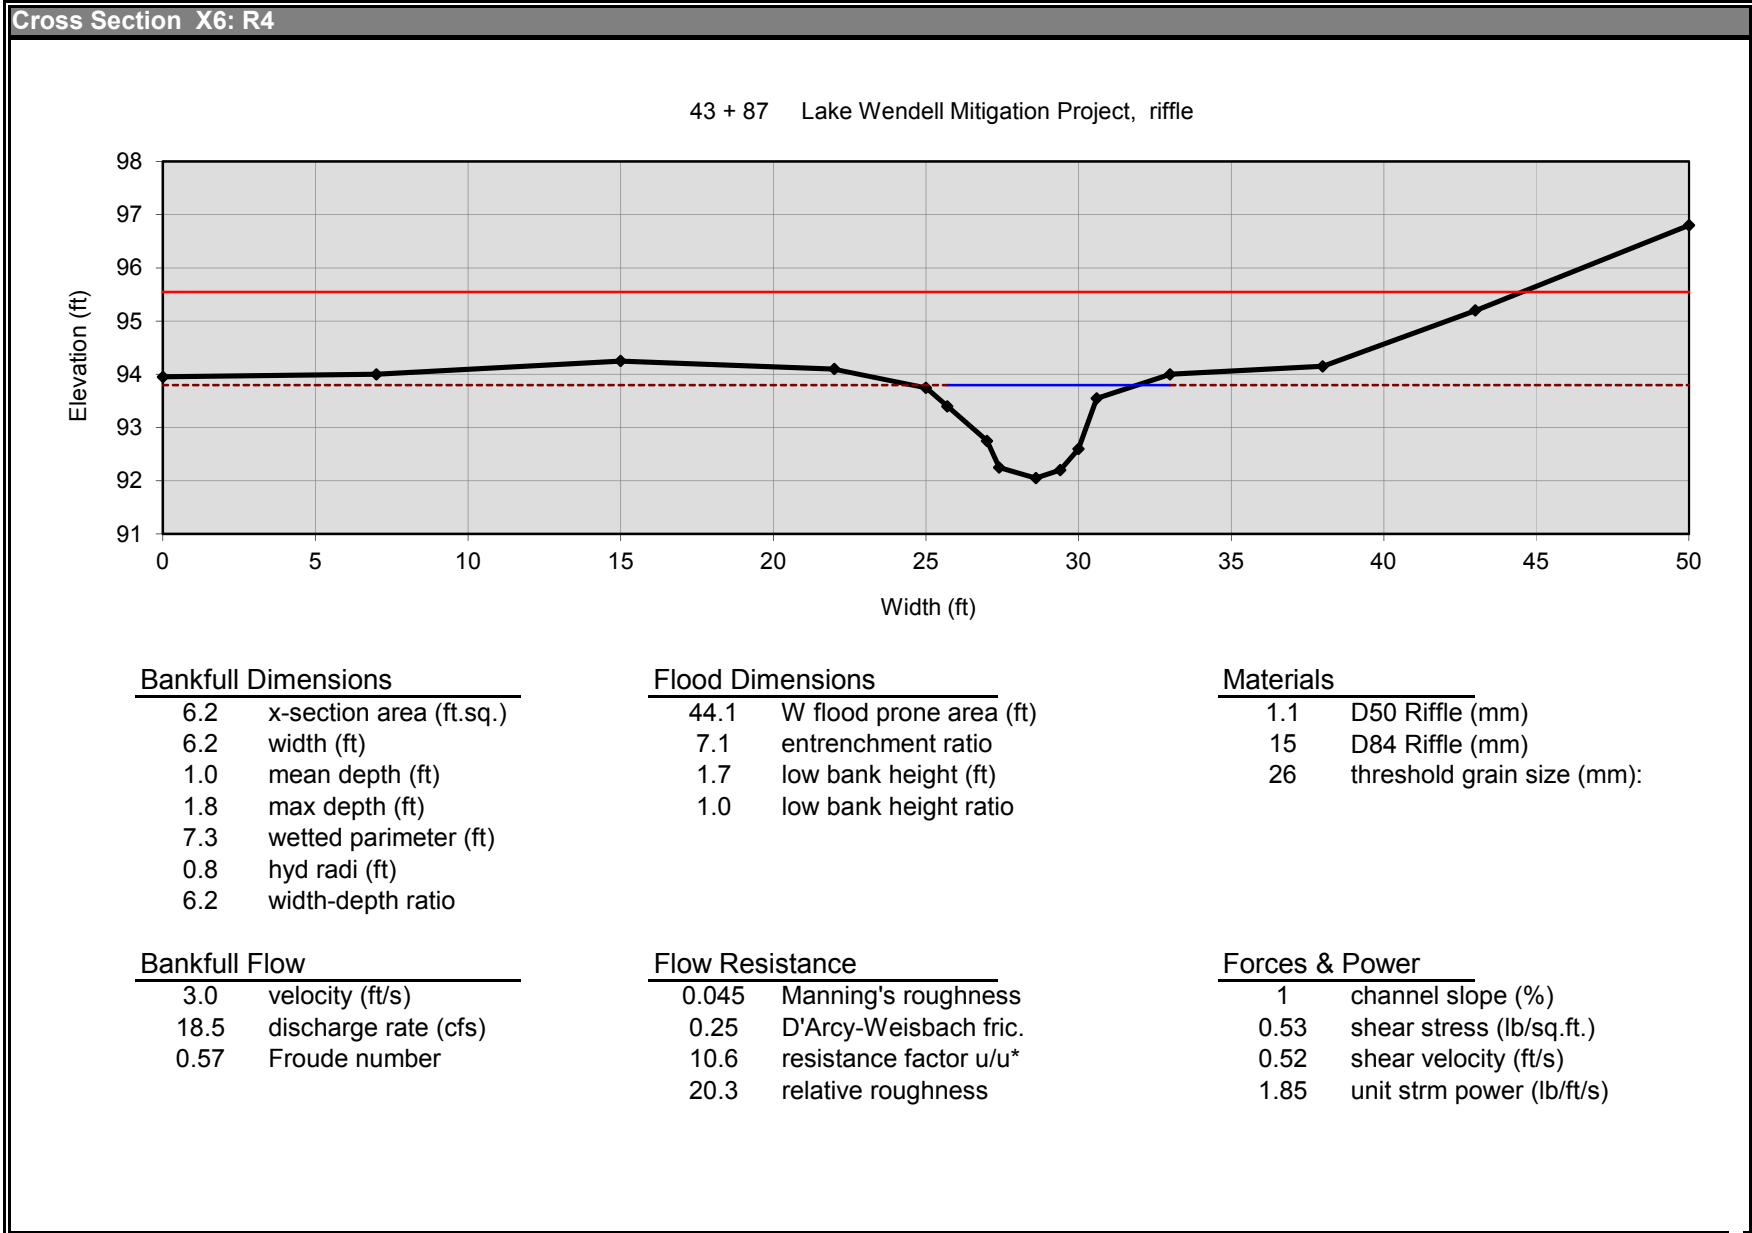 Cross Section X6: R4
43 + 87 Lake Wendell Mitigation Project, riffle
98
97
96
95
94
93
92
91
Elevation (ft)
0 5 10 15 20 25 30 35 40 45 50
Width (ft)
Bankfull Dimensions
6.2 x-section area (ft.sq.)
6.2 width (ft)
1.0 mean depth (ft)
1.8 max depth (ft)
7.3 wetted parimeter (ft)
0.8 hyd radi (ft)
6.2 width-depth ratio
Flood Dimensions
44.1 W flood prone area (ft)
7.1 entrenchment ratio
1.7 low bank height (ft)
1.0 low bank height ratio
Materials
1.1 D50 Riffle (mm)
15 D84 Riffle (mm)
26 threshold grain size (mm):
Bankfull Flow
3.0 velocity (ft/s)
18.5 discharge rate (cfs)
0.57 Froude number
Flow Resistance
0.045 Manning's roughness
0.25 D'Arcy-Weisbach fric.
10.6 resistance factor u/u*
20.3 relative roughness
Forces & Power
1 channel slope (%)
0.53 shear stress (lb/sq.ft.)
0.52 shear velocity (ft/s)
1.85 unit strm power (lb/ft/s)